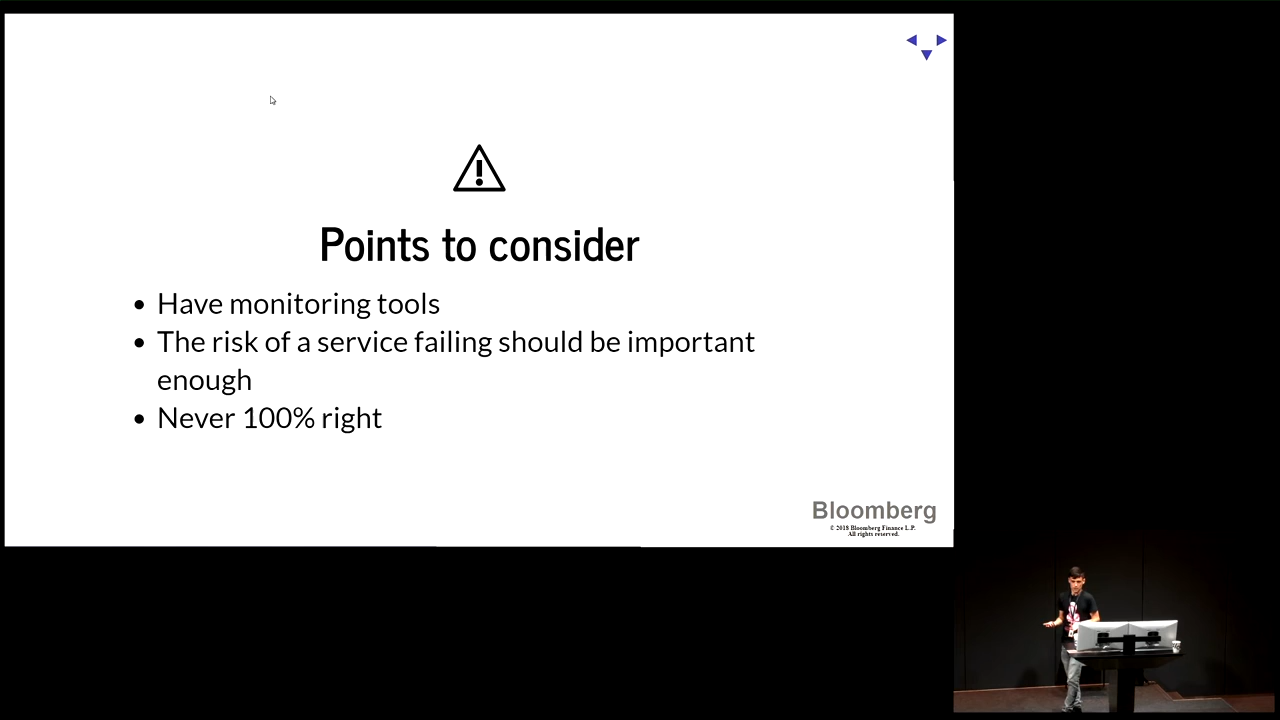 Points to consider
Have monitoring tools
The risk of a service failing should be important
enough
Never 100% right
Bloomberg
© 2018 Bloomberg Finance L.P.
All rights reserved.